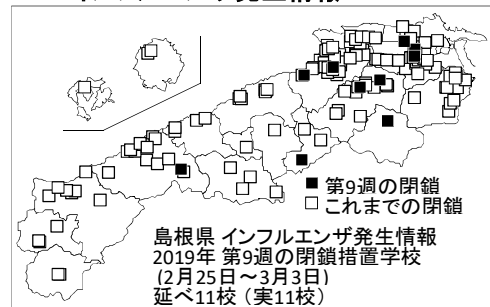 ■ 第9週の閉鎖
□ これまでの閉鎖
島根県 インフルエンザ発生情報
2019年 第9週の閉鎖措置学校
(2月25日～3月3日)
延べ11校 （実11校）